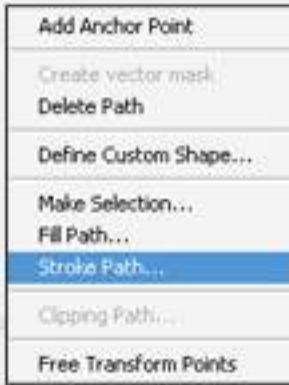 Add Anchor Point
Create vector mask
Delete Path
Define Custom Shape...
Make Selection...
Fill Path...
Stroke Path...
Clipping Path...
Free Transform Points